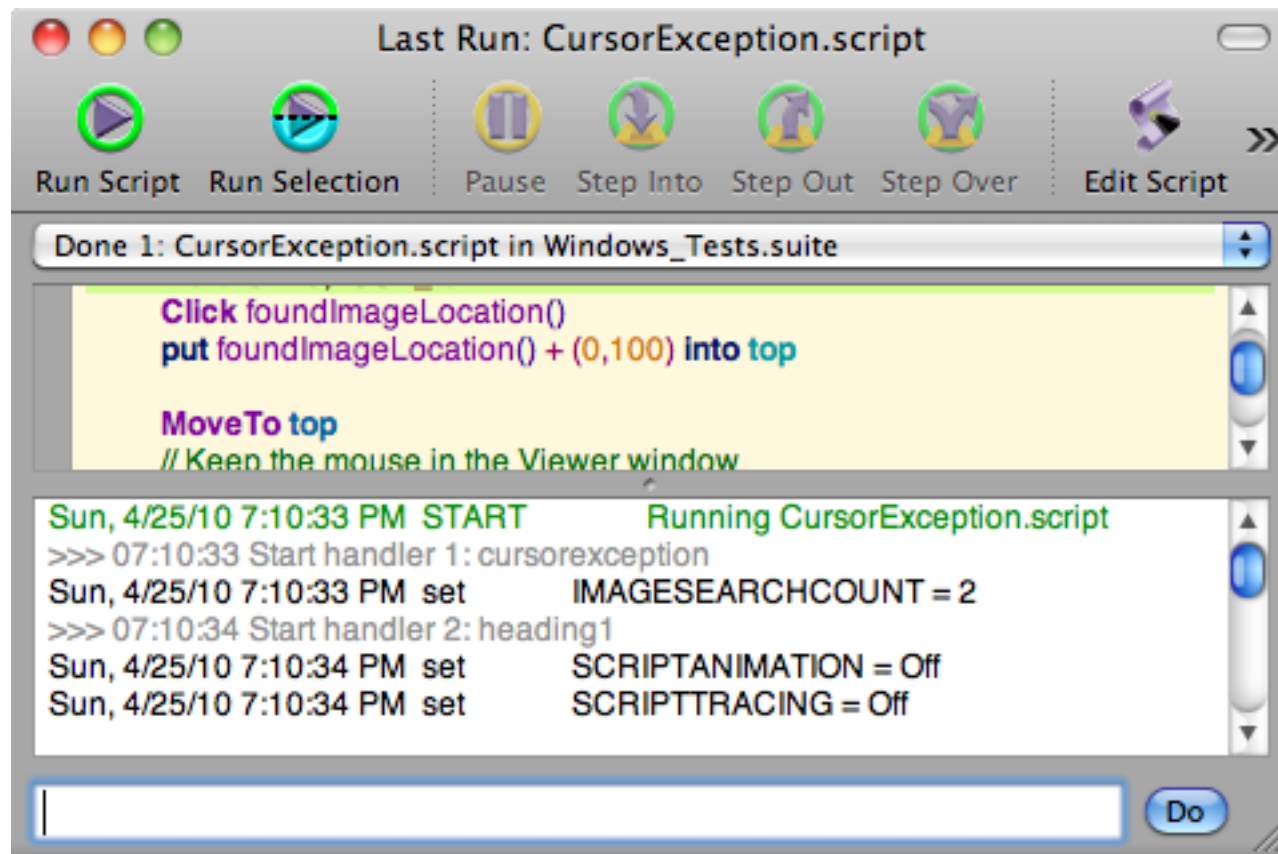 Last Run: CursorException.script
Run Script Run Selection Pause Step Into Step Out Step Over Edit Script »
Done 1: CursorException.script in Windows_Tests.suite
Click foundImageLocation()
put foundImageLocation() + (0,100) into top
MoveTo top
// Keep the mouse in the Viewer window
Sun, 4/25/10 7:10:33 PM START Running CursorException.script
>>> 07:10:33 Start handler 1: cursorexception
Sun, 4/25/10 7:10:33 PM set IMAGESEARCHCOUNT = 2
>>> 07:10:34 Start handler 2: heading1
Sun, 4/25/10 7:10:34 PM set SCRIPTANIMATION = Off
Sun, 4/25/10 7:10:34 PM set SCRIPTTRACING = Off
Do